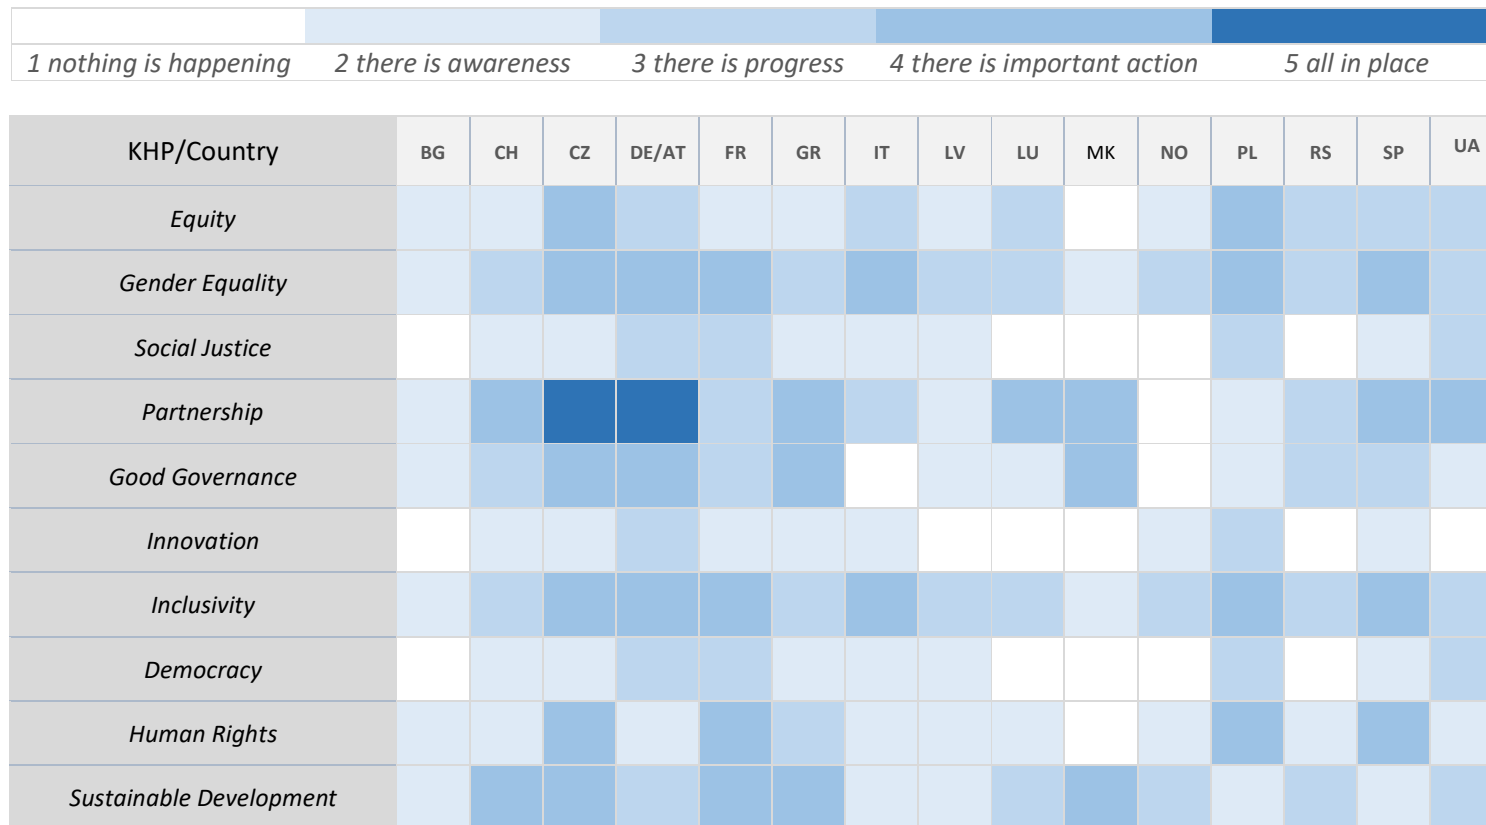 1 nothing is happening 2 there is awareness 3 there is progress 4 there is important action 5 all in place
KHP/Country BG CH CZ DE/AT FR GR IT LV LU MK NO PL RS SP UA
Equity
Gender Equality
Social Justice
Partnership
Good Governance
Innovation
Inclusivity
Democracy
Human Rights
Sustainable Development